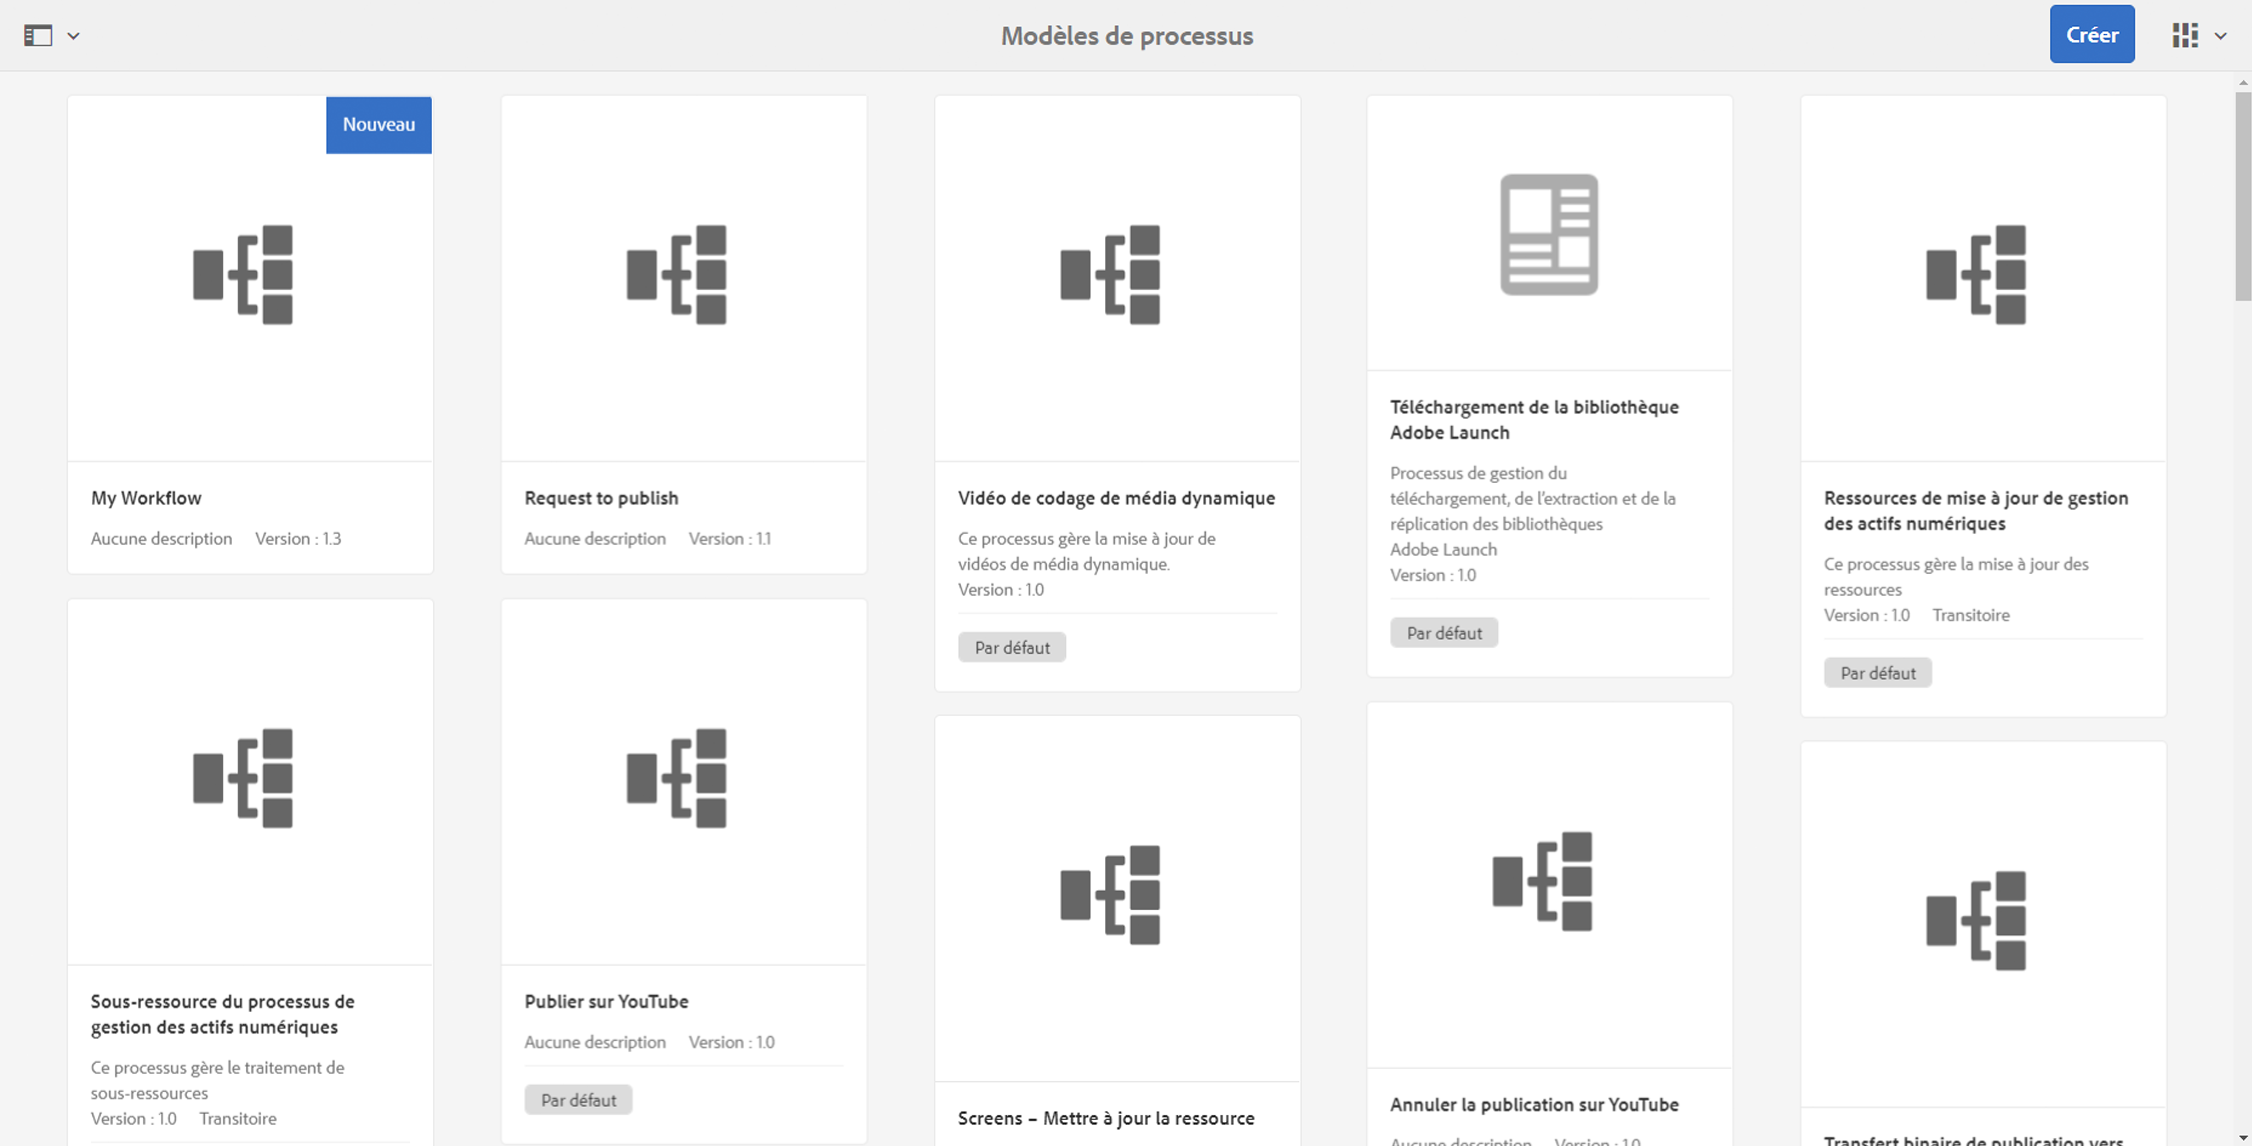 Modèles de processus
Créer
Nouveau
My Workflow
Aucune description Version : 1.3
Request to publish
Aucune description Version : 1.1
Vidéo de codage de média dynamique
Ce processus gère la mise à jour de
vidéos de média dynamique.
Version : 1.0
Par défaut
Téléchargement de la bibliothèque
Adobe Launch
Processus de gestion du
téléchargement, de l'extraction et de la
réplication des bibliothèques
Adobe Launch
Version : 1.0
Par défaut
Ressources de mise à jour de gestion
des actifs numériques
Ce processus gère la mise à jour des
ressources
Version : 1.0 Transitoire
Par défaut
Sous-ressource du processus de
gestion des actifs numériques
Ce processus gère le traitement de
sous-ressources
Version : 1.0 Transitoire
Publier sur YouTube
Aucune description Version : 1.0
Par défaut
Screens – Mettre à jour la ressource
Annuler la publication sur YouTube
Aucune description Version : 1.0
Transfert binaire de publication vers